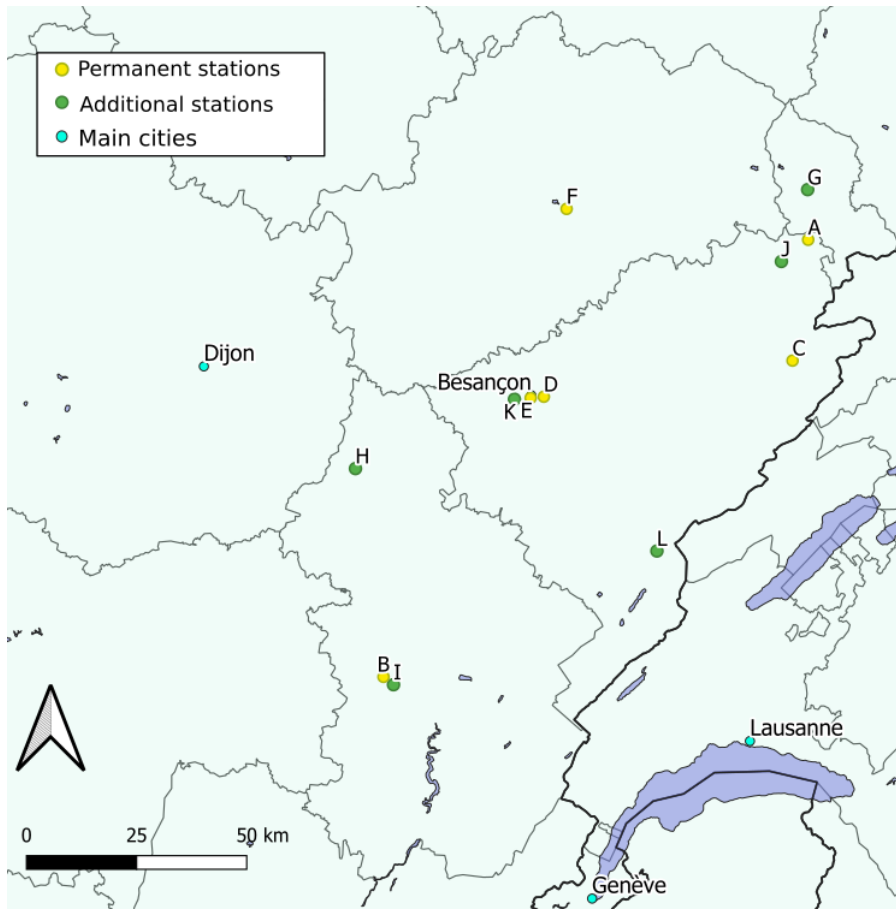 Permanent stations
Additional stations
Main cities
G
F
A
J
Dijon
C
Besançon D
K E
H
L
B I
Lausanne
0 25 50 km
Genève